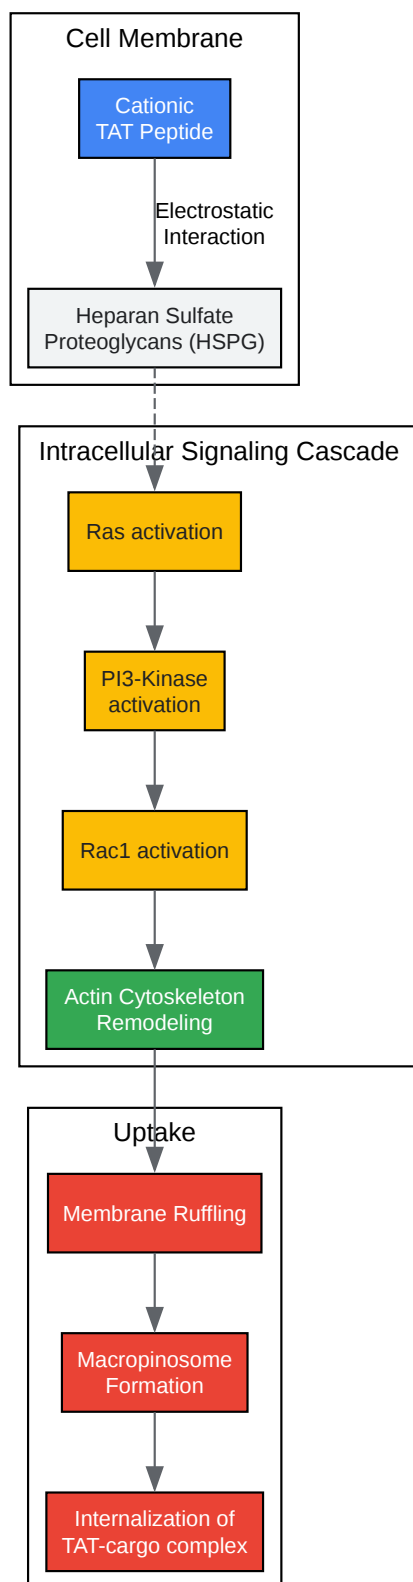 Cell Membrane
Cationic
TAT Peptide
Electrostatic
Interaction
Heparan Sulfate
Proteoglycans (HSPG)
Intracellular Signaling Cascade
Ras activation
PI3-Kinase
activation
Rac1 activation
Actin Cytoskeleton
Remodeling
Uptake
Membrane Ruffling
Macropinosome
Formation
Internalization of
TAT-cargo complex